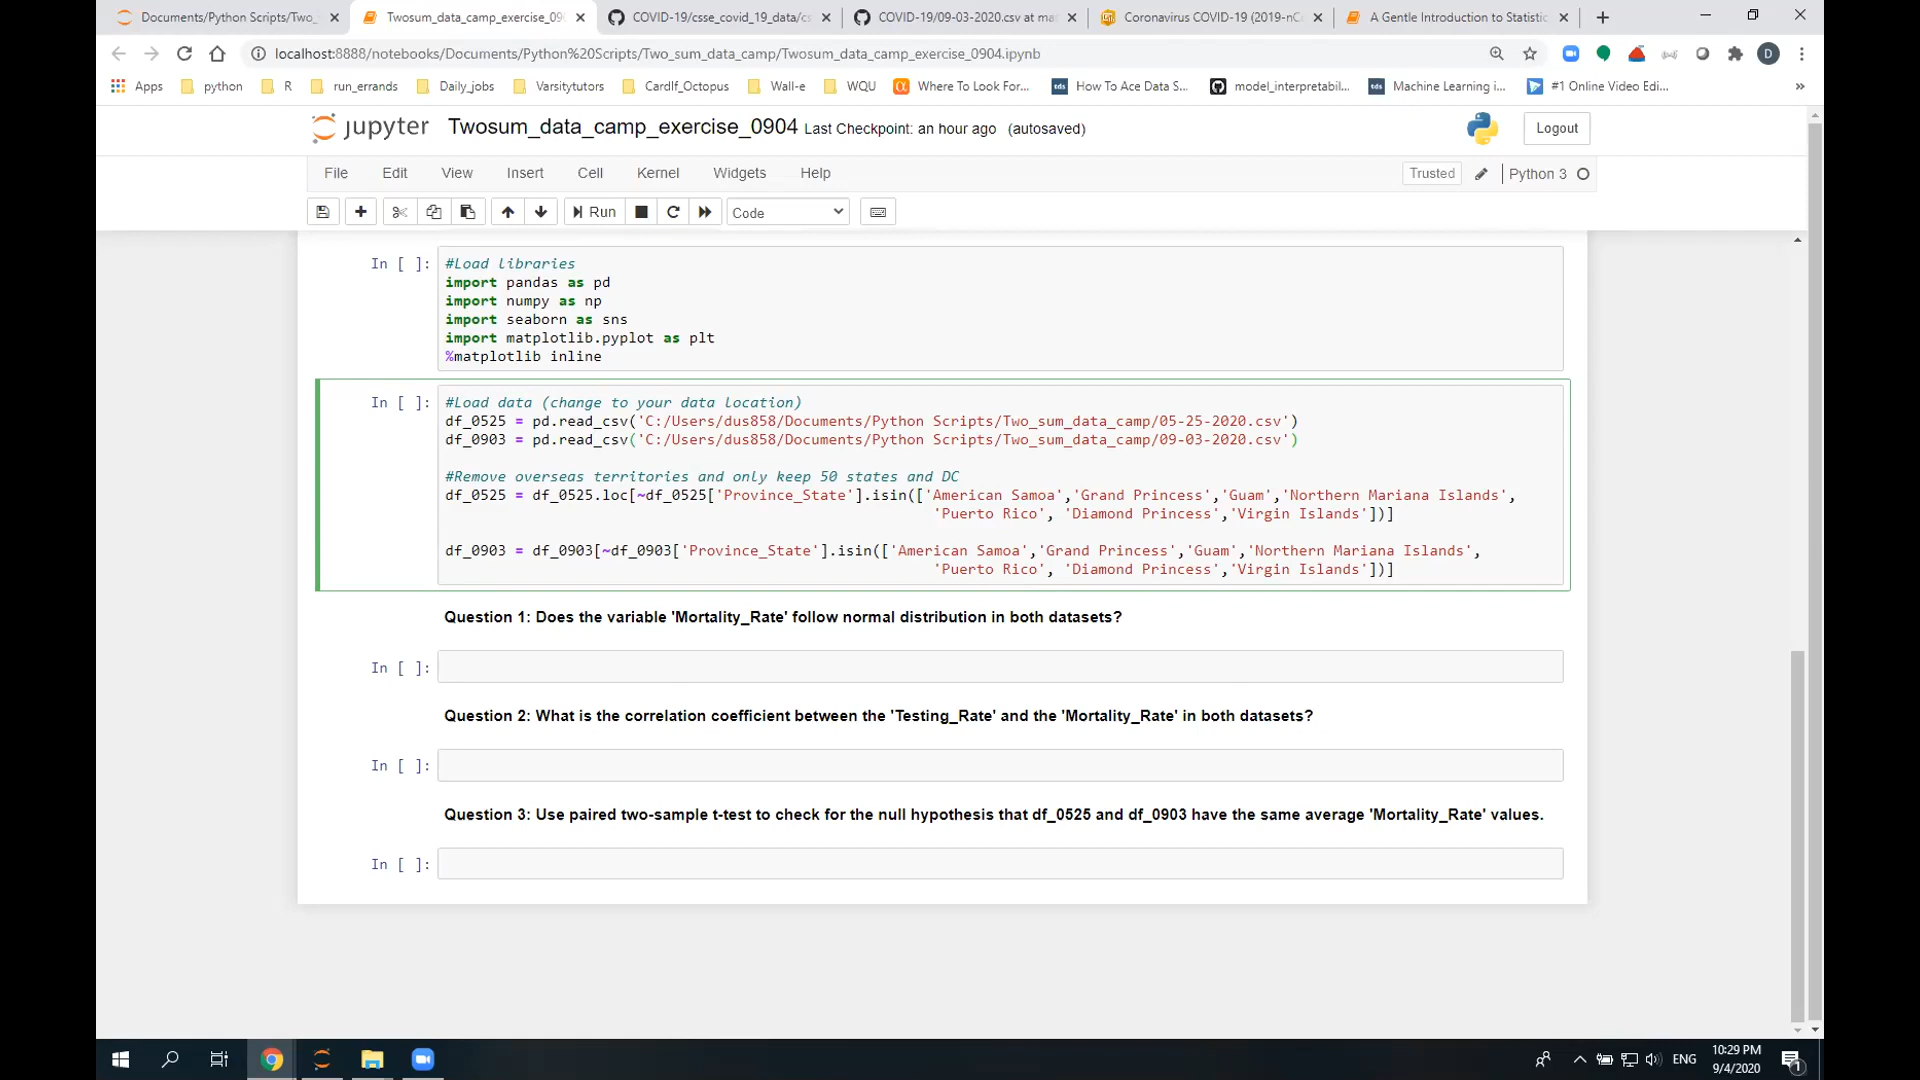 Documents/Python Scripts/Two_
Twosum_data_camp_exercise_09
COVID-19/csse_covid_19_data/cs
COVID-19/09-03-2020.csv at ma
Coronavirus COVID-19 (2019-nC
A Gentle Introduction to Statistic
localhost:8888/notebooks/Documents/Python%20Scripts/Two_sum_data_camp/Twosum_data_camp_exercise_0904.ipynb
D
Apps python R run_errands Daily_jobs Varsitytutors CardIf_Octopus Wall-e WQU Where To Look For... How To Ace Data S... model_interpretabil... Machine Learning i... #1 Online Video Edi... »
jupyter Twosum_data_camp_exercise_0904 Last Checkpoint: an hour ago (autosaved)
Logout
File Edit View Insert Cell Kernel Widgets Help
Trusted Python 3
Run Code
In [ ]:
#Load libraries
import pandas as pd
import numpy as np
import seaborn as sns
import matplotlib.pyplot as plt
%matplotlib inline
In [ ]:
#Load data (change to your data location)
df_0525 = pd.read_csv('C:/Users/dus858/Documents/Python Scripts/Two_sum_data_camp/05-25-2020.csv')
df_0903 = pd.read_csv('C:/Users/dus858/Documents/Python Scripts/Two_sum_data_camp/09-03-2020.csv')
#Remove overseas territories and only keep 50 states and DC
df_0525 = df_0525.loc[~df_0525['Province_State'].isin(['American Samoa','Grand Princess','Guam','Northern Mariana Islands',
'Puerto Rico', 'Diamond Princess','Virgin Islands'])]
df_0903 = df_0903[~df_0903['Province_State'].isin(['American Samoa','Grand Princess','Guam','Northern Mariana Islands',
'Puerto Rico', 'Diamond Princess','Virgin Islands'])]
Question 1: Does the variable 'Mortality_Rate' follow normal distribution in both datasets?
In [ ]:
Question 2: What is the correlation coefficient between the 'Testing_Rate' and the 'Mortality_Rate' in both datasets?
In [ ]:
Question 3: Use paired two-sample t-test to check for the null hypothesis that df_0525 and df_0903 have the same average 'Mortality_Rate' values.
In [ ]:
ENG
10:29 PM
9/4/2020
1